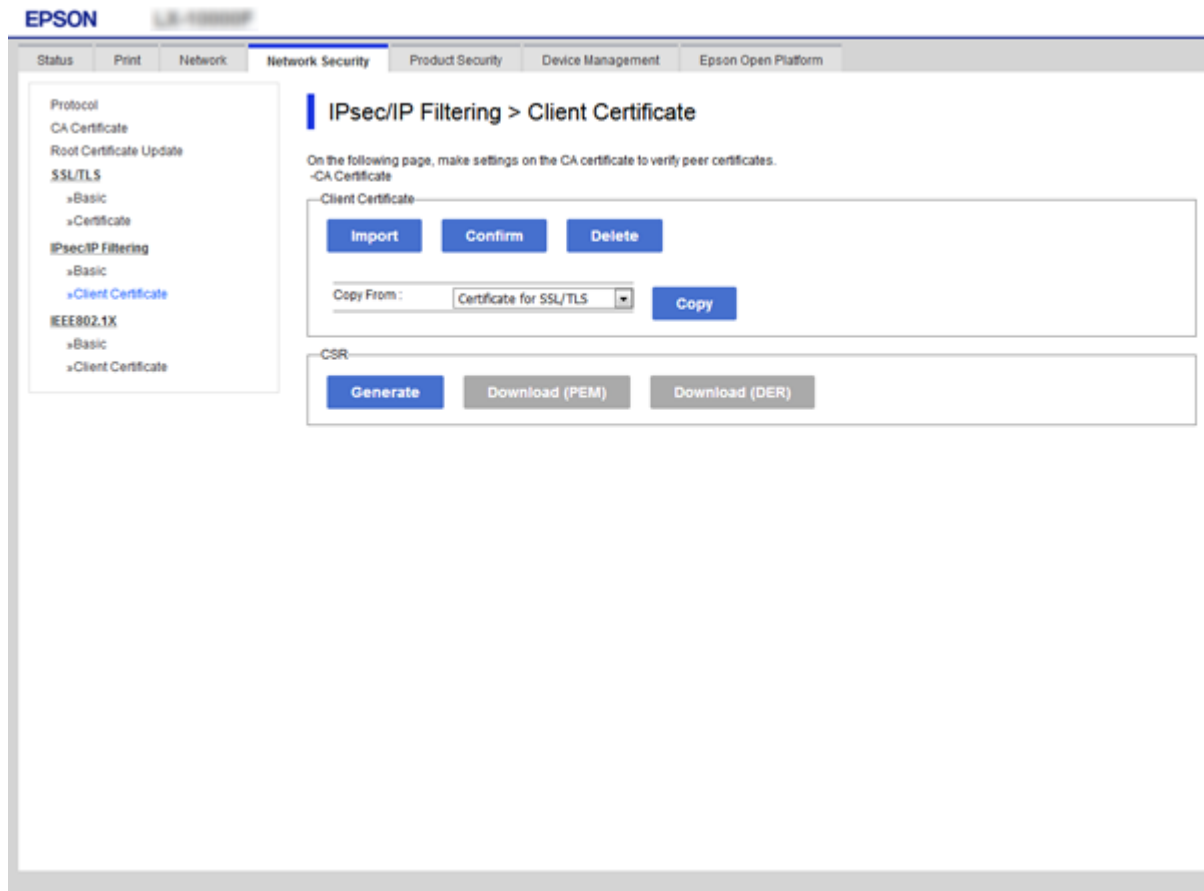 EPSON
Status Print Network Network Security Product Security Device Management Epson Open Platform
Protocol
CA Certificate
Root Certificate Update
SSL/TLS
»Basic
»Certificate
IPsec/IP Filtering
»Basic
»Client Certificate
IEEE802.1X
»Basic
»Client Certificate
IPsec/IP Filtering > Client Certificate
On the following page, make settings on the CA certificate to verify peer certificates.
-CA Certificate
Client Certificate
Import Confirm Delete
Copy From : Certificate for SSL/TLS Copy
CSR
Generate Download (PEM) Download (DER)